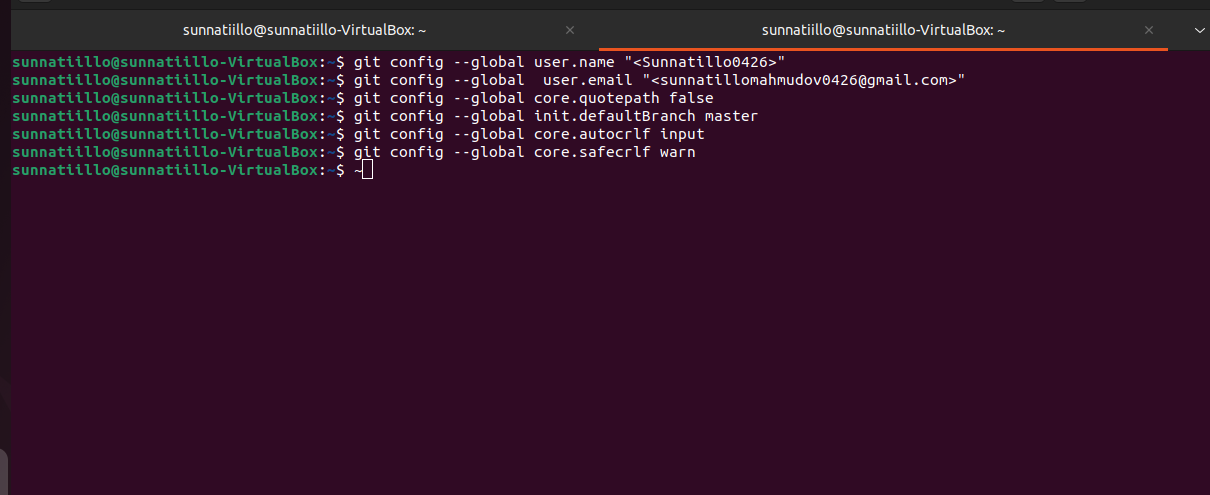 sunnatiillo@sunnatiillo-VirtualBox: ~ × sunnatiillo@sunnatiillo-VirtualBox: ~ ×
sunnatiillo@sunnatiillo-VirtualBox:~$ git config --global user.name "<Sunnatillo0426>"
sunnatiillo@sunnatiillo-VirtualBox:~$ git config --global  user.email "<sunnatillomahmudov0426@gmail.com>"
sunnatiillo@sunnatiillo-VirtualBox:~$ git config --global core.quotepath false
sunnatiillo@sunnatiillo-VirtualBox:~$ git config --global init.defaultBranch master
sunnatiillo@sunnatiillo-VirtualBox:~$ git config --global core.autocrlf input
sunnatiillo@sunnatiillo-VirtualBox:~$ git config --global core.safecrlf warn
sunnatiillo@sunnatiillo-VirtualBox:~$ ~